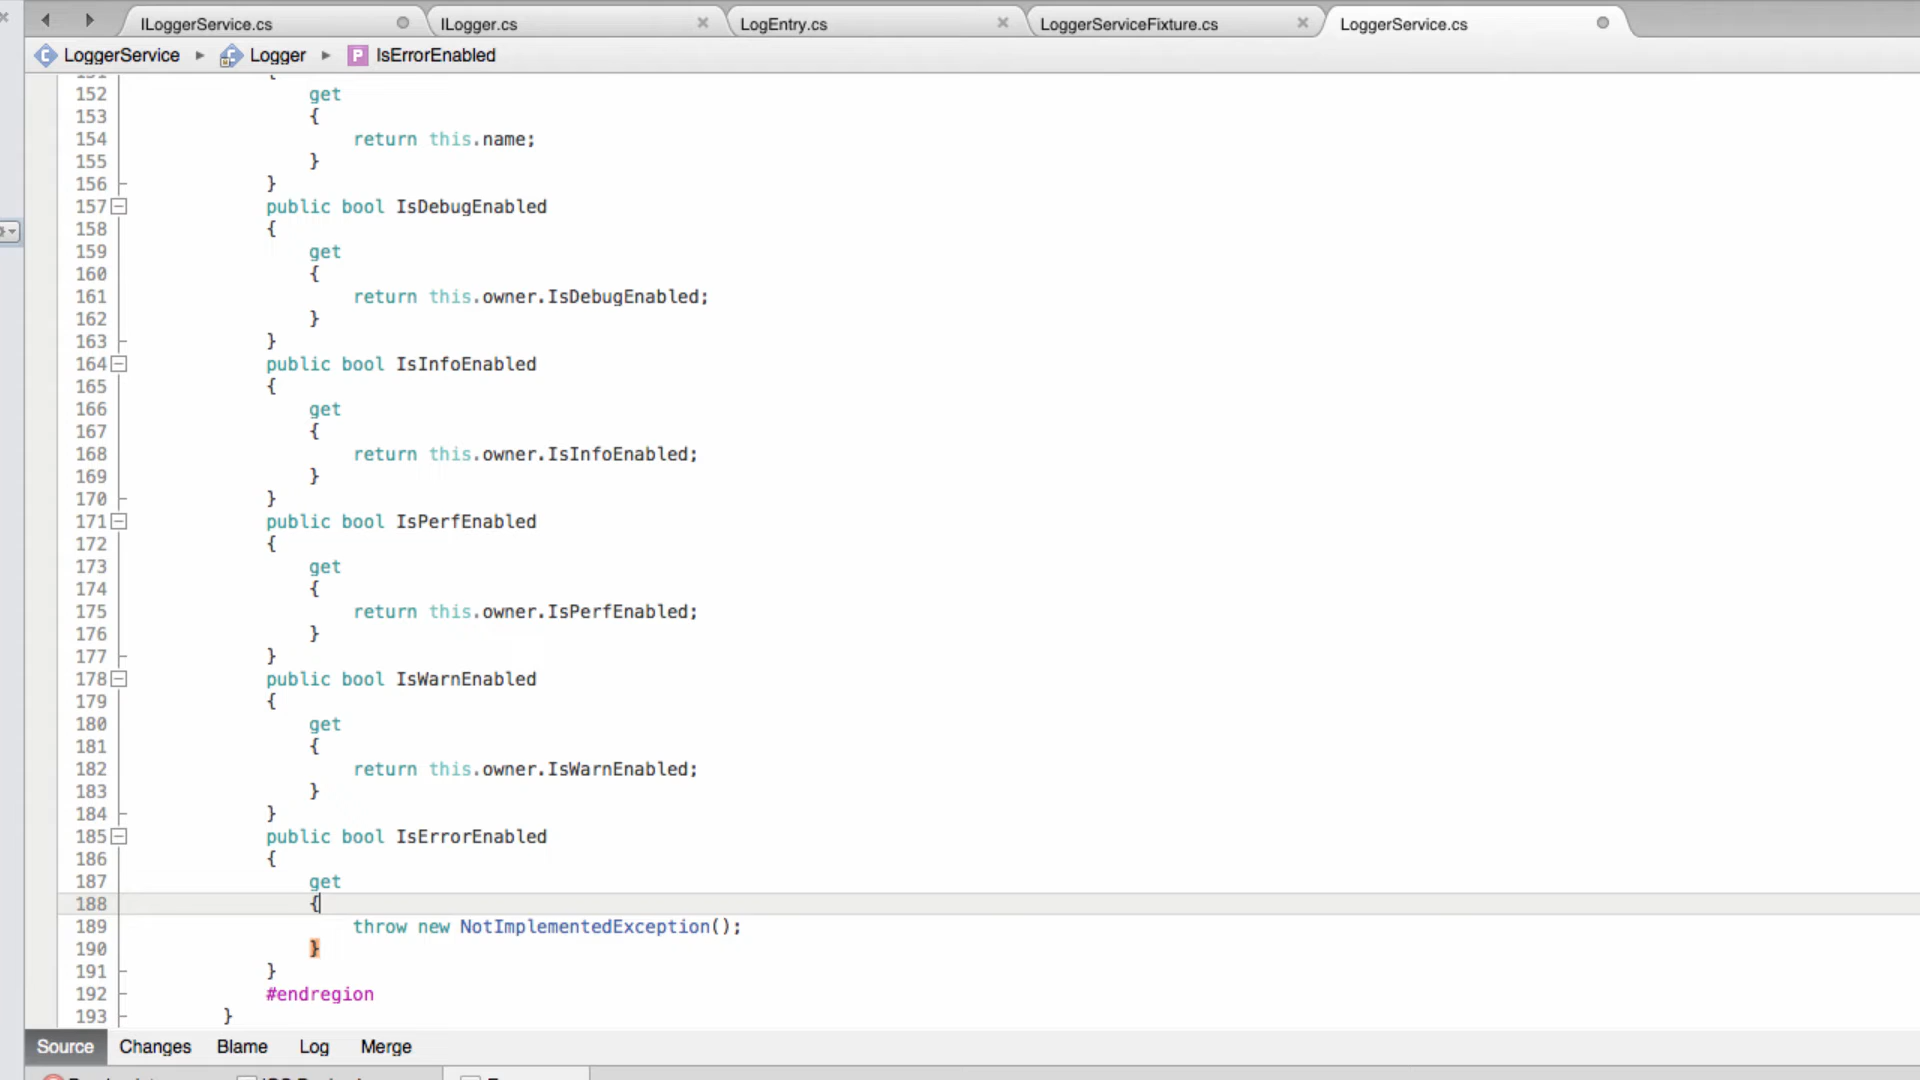 ILoggerService.cs ILogger.cs LogEntry.cs LoggerServiceFixture.cs LoggerService.cs
LoggerService Logger P IsErrorEnabled
151 {
152 get
153 {
154 return this.name;
155 }
156 }
157 public bool IsDebugEnabled
158 {
159 get
160 {
161 return this.owner.IsDebugEnabled;
162 }
163 }
164 public bool IsInfoEnabled
165 {
166 get
167 {
168 return this.owner.IsInfoEnabled;
169 }
170 }
171 public bool IsPerfEnabled
172 {
173 get
174 {
175 return this.owner.IsPerfEnabled;
176 }
177 }
178 public bool IsWarnEnabled
179 {
180 get
181 {
182 return this.owner.IsWarnEnabled;
183 }
184 }
185 public bool IsErrorEnabled
186 {
187 get
188 {
189 throw new NotImplementedException();
190 }
191 }
192 #endregion
193 }
Source Changes Blame Log Merge